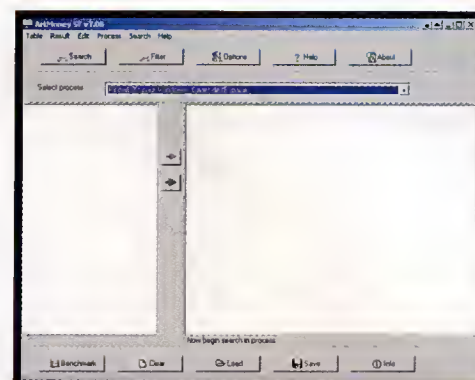 ArtMoney SE v7.06
Table Result Edit Process Search Help
Search Filter Options ? Help About
Select process
Now begin search in process
Benchmark Clear Load Save Info